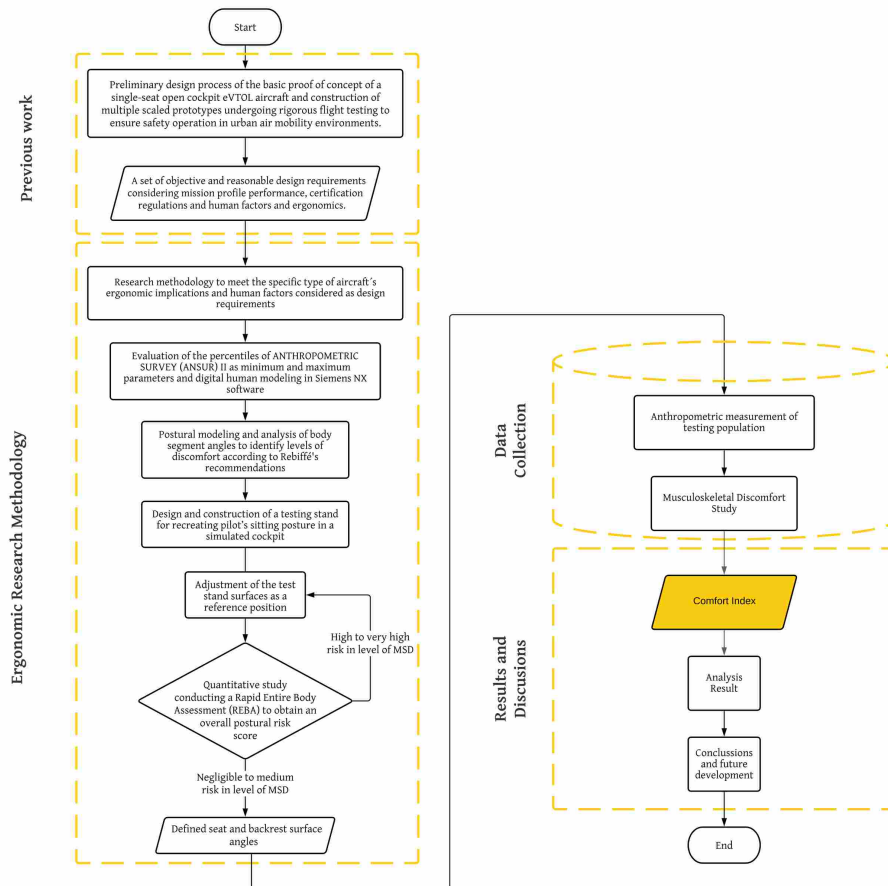 Start
Previous work
Preliminary design process of the basic proof of concept of a
single-seat open cockpit eVTOL aircraft and construction of
multiple scaled prototypes undergoing rigorous flight testing to
ensure safety operation in urban air mobility environments.
A set of objective and reasonable design requirements
considering mission profile performance, certification
regulations and human factors and ergonomics.
Ergonomic Research Methodology
Research methodology to meet the specific type of aircraft´s
ergonomic implications and human factors considered as design
requirements
Evaluation of the percentiles of ANTHROPOMETRIC
SURVEY (ANSUR) II as minimum and maximum
parameters and digital human modeling in Siemens NX
software
Postural modeling and analysis of body
segment angles to identify levels of
discomfort according to Rebiffé's
recommendations
Design and construction of a testing stand
for recreating pilot's sitting posture in a
simulated cockpit
Adjustment of the test
stand surfaces as a
reference position
High to very high
risk in level of MSD
Quantitative study
conducting a Rapid Entire Body
Assessment (REBA) to obtain an
overall postural risk
score
Negligible to medium
risk in level of MSD
Defined seat and backrest surface
angles
Data
Collection
Anthropometric measurement of
testing population
Musculoskeletal Discomfort
Study
Results and
Discusions
Comfort Index
Analysis
Result
Conclussions
and future
development
End